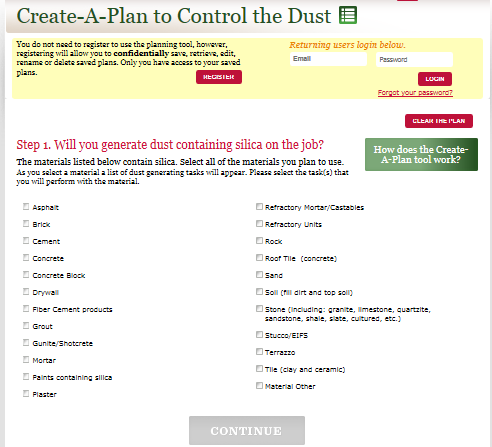 Create-A-Plan to Control the Dust
You do not need to register to use the planning tool, however,
registering will allow you to confidentially save, retrieve, edit,
rename or delete saved plans. Only you have access to your saved
plans.
REGISTER
Returning users login below.
Email
Password
LOGIN
Forgot your password?
CLEAR THE PLAN
Step 1. Will you generate dust containing silica on the job?
The materials listed below contain silica. Select all of the materials you plan to use.
As you select a material a list of dust generating tasks will appear. Please select the task(s) that
you will perform with the material.
How does the Create-
A-Plan tool work?
Asphalt
Brick
Cement
Concrete
Concrete Block
Drywall
Fiber Cement products
Grout
Gunite/Shotcrete
Mortar
Paints containing silica
Plaster
Refractory Mortar/Castables
Refractory Units
Rock
Roof Tile (concrete)
Sand
Soil (fill dirt and top soil)
Stone (including: granite, limestone, quartzite,
sandstone, shale, slate, cultured, etc.)
Stucco/EIFS
Terrazzo
Tile (clay and ceramic)
Material Other
CONTINUE